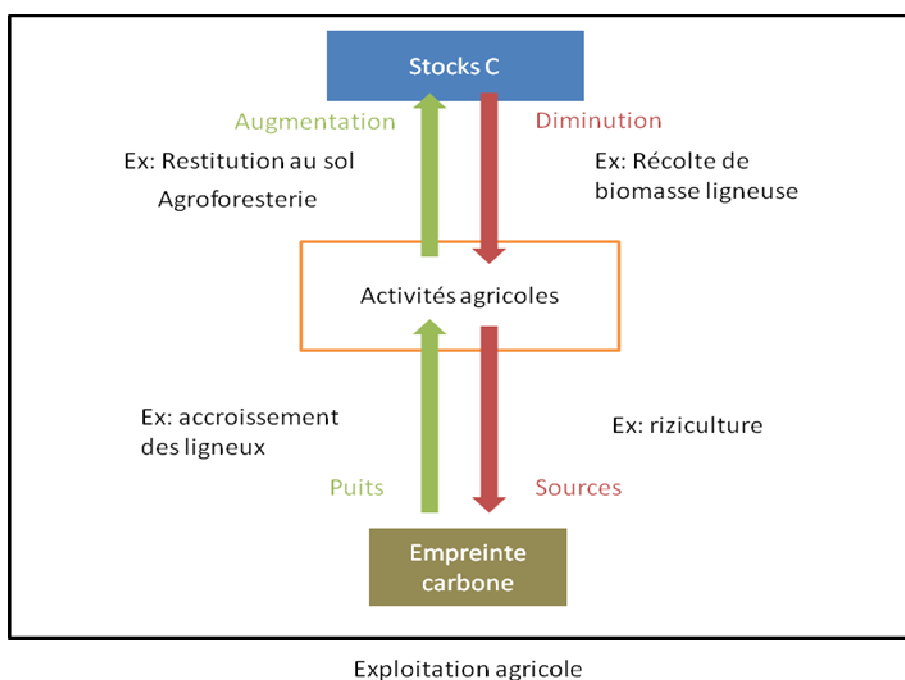 Stocks C
Augmentation
Diminution
Ex: Restitution au sol
Agroforesterie
Ex: Récolte de
biomasse ligneuse
Activités agricoles
Ex: accroissement
des ligneux
Ex: riziculture
Puits
Sources
Empreinte
carbone
Exploitation agricole